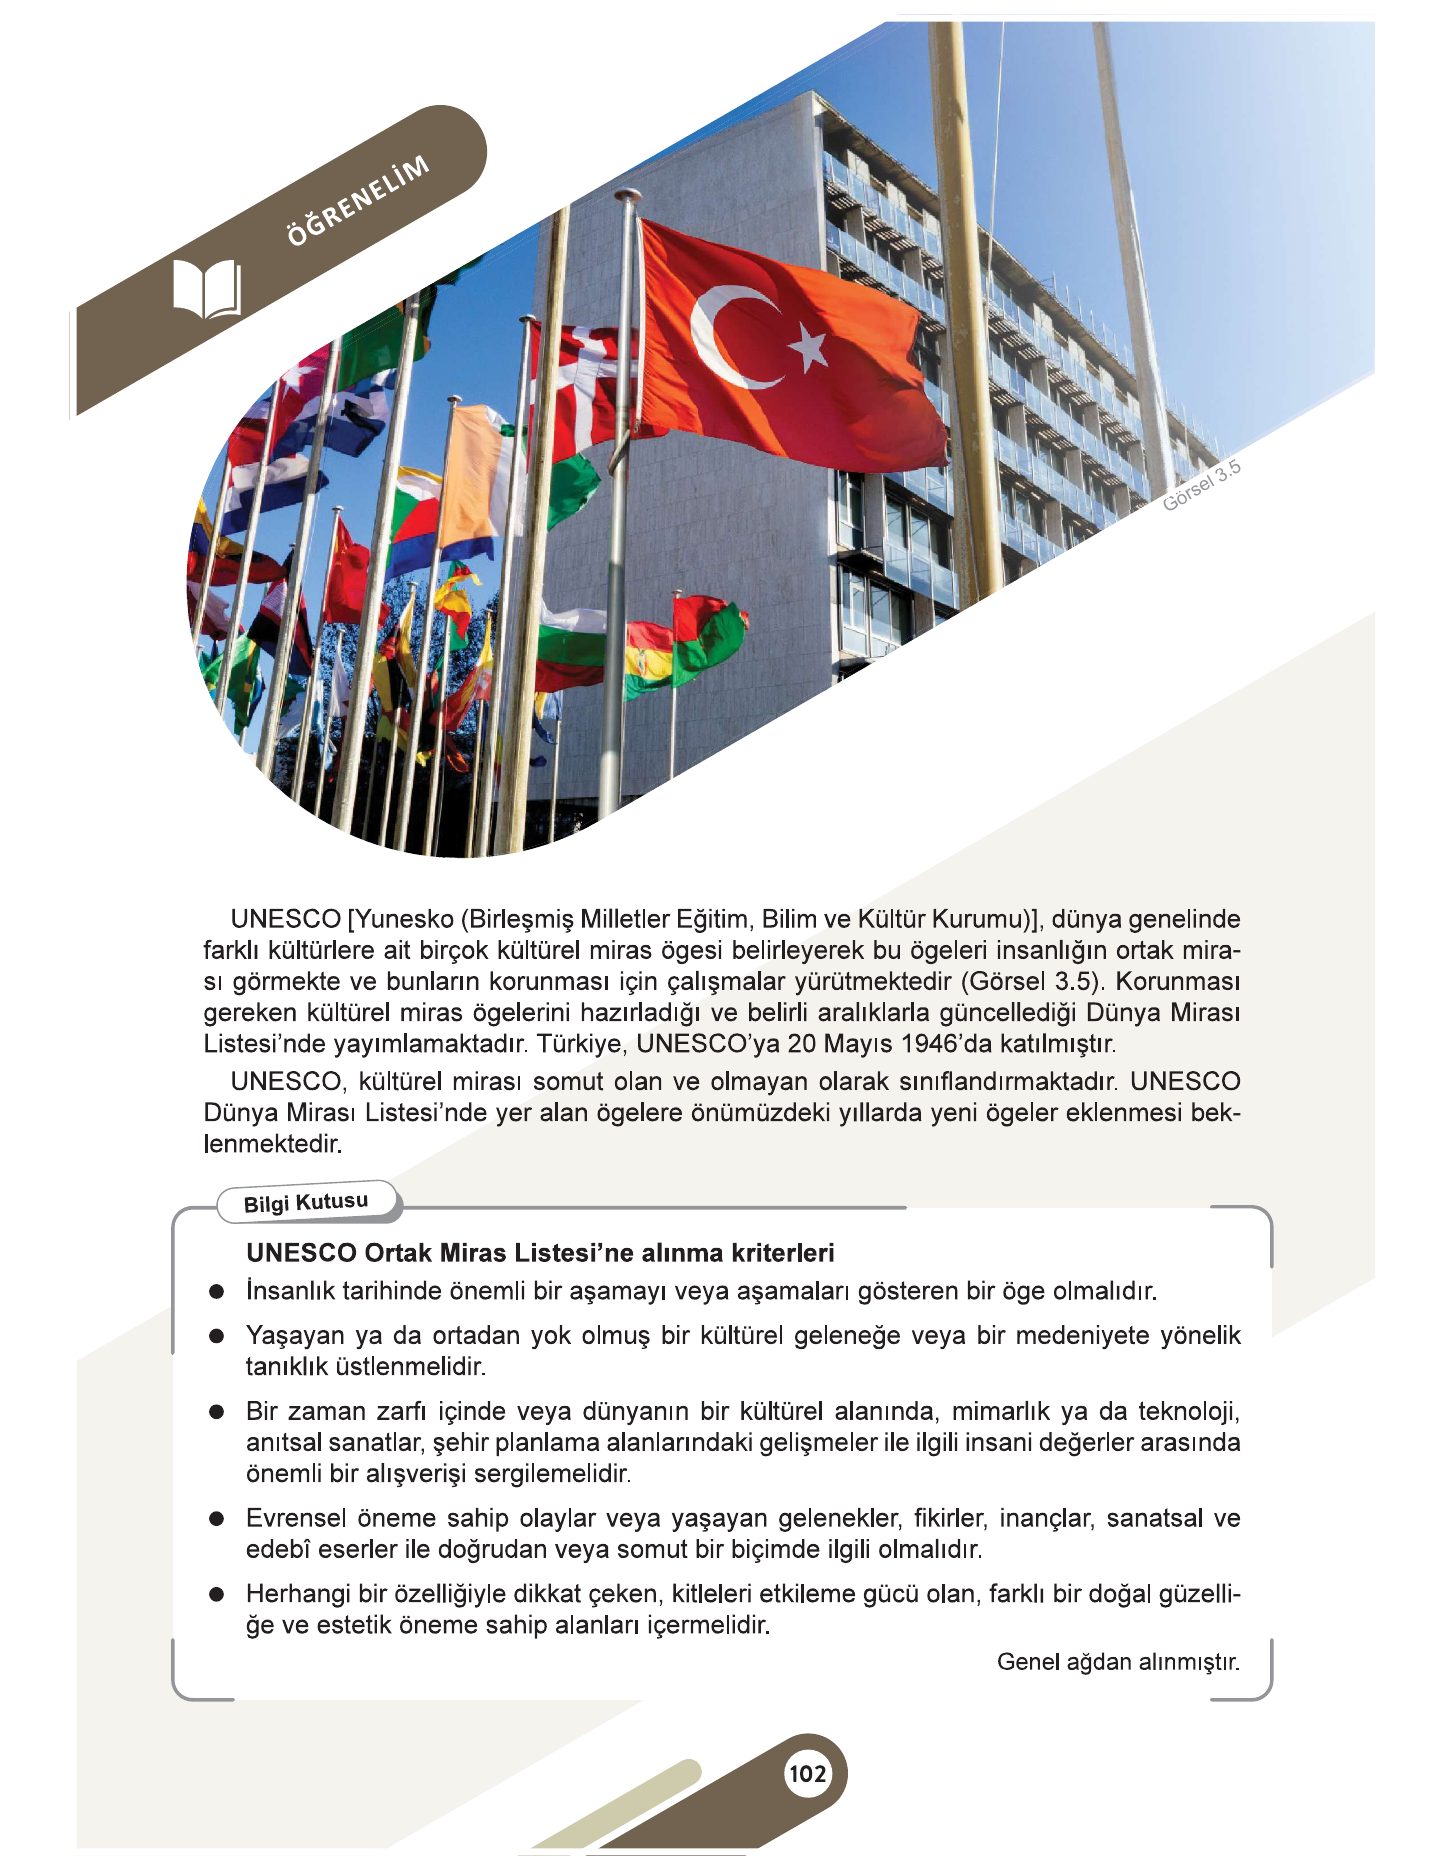 ÖĞRENELİM
Görsel 3.5
UNESCO [Yunesko (Birleşmiş Milletler Eğitim, Bilim ve Kültür Kurumu)], dünya genelinde
farklı kültürlere ait birçok kültürel miras ögesi belirleyerek bu ögeleri insanlığın ortak mira-
sı görmekte ve bunların korunması için çalışmalar yürütmektedir (Görsel 3.5). Korunması
gereken kültürel miras ögelerini hazırladığı ve belirli aralıklarla güncellediği Dünya Mirası
Listesi’nde yayımlamaktadır. Türkiye, UNESCO’ya 20 Mayıs 1946’da katılmıştır.
UNESCO, kültürel mirası somut olan ve olmayan olarak sınıflandırmaktadır. UNESCO
Dünya Mirası Listesi’nde yer alan ögelere önümüzdeki yıllarda yeni ögeler eklenmesi bek-
lenmektedir.
Bilgi Kutusu
UNESCO Ortak Miras Listesi’ne alınma kriterleri
● İnsanlık tarihinde önemli bir aşamayı veya aşamaları gösteren bir öge olmalıdır.
● Yaşayan ya da ortadan yok olmuş bir kültürel geleneğe veya bir medeniyete yönelik
tanıklık üstlenmelidir.
● Bir zaman zarfı içinde veya dünyanın bir kültürel alanında, mimarlık ya da teknoloji,
anıtsal sanatlar, şehir planlama alanlarındaki gelişmeler ile ilgili insani değerler arasında
önemli bir alışverişi sergilemelidir.
● Evrensel öneme sahip olaylar veya yaşayan gelenekler, fikirler, inançlar, sanatsal ve
edebî eserler ile doğrudan veya somut bir biçimde ilgili olmalıdır.
● Herhangi bir özelliğiyle dikkat çeken, kitleleri etkileme gücü olan, farklı bir doğal güzelli-
ğe ve estetik öneme sahip alanları içermelidir.
Genel ağdan alınmıştır.
102